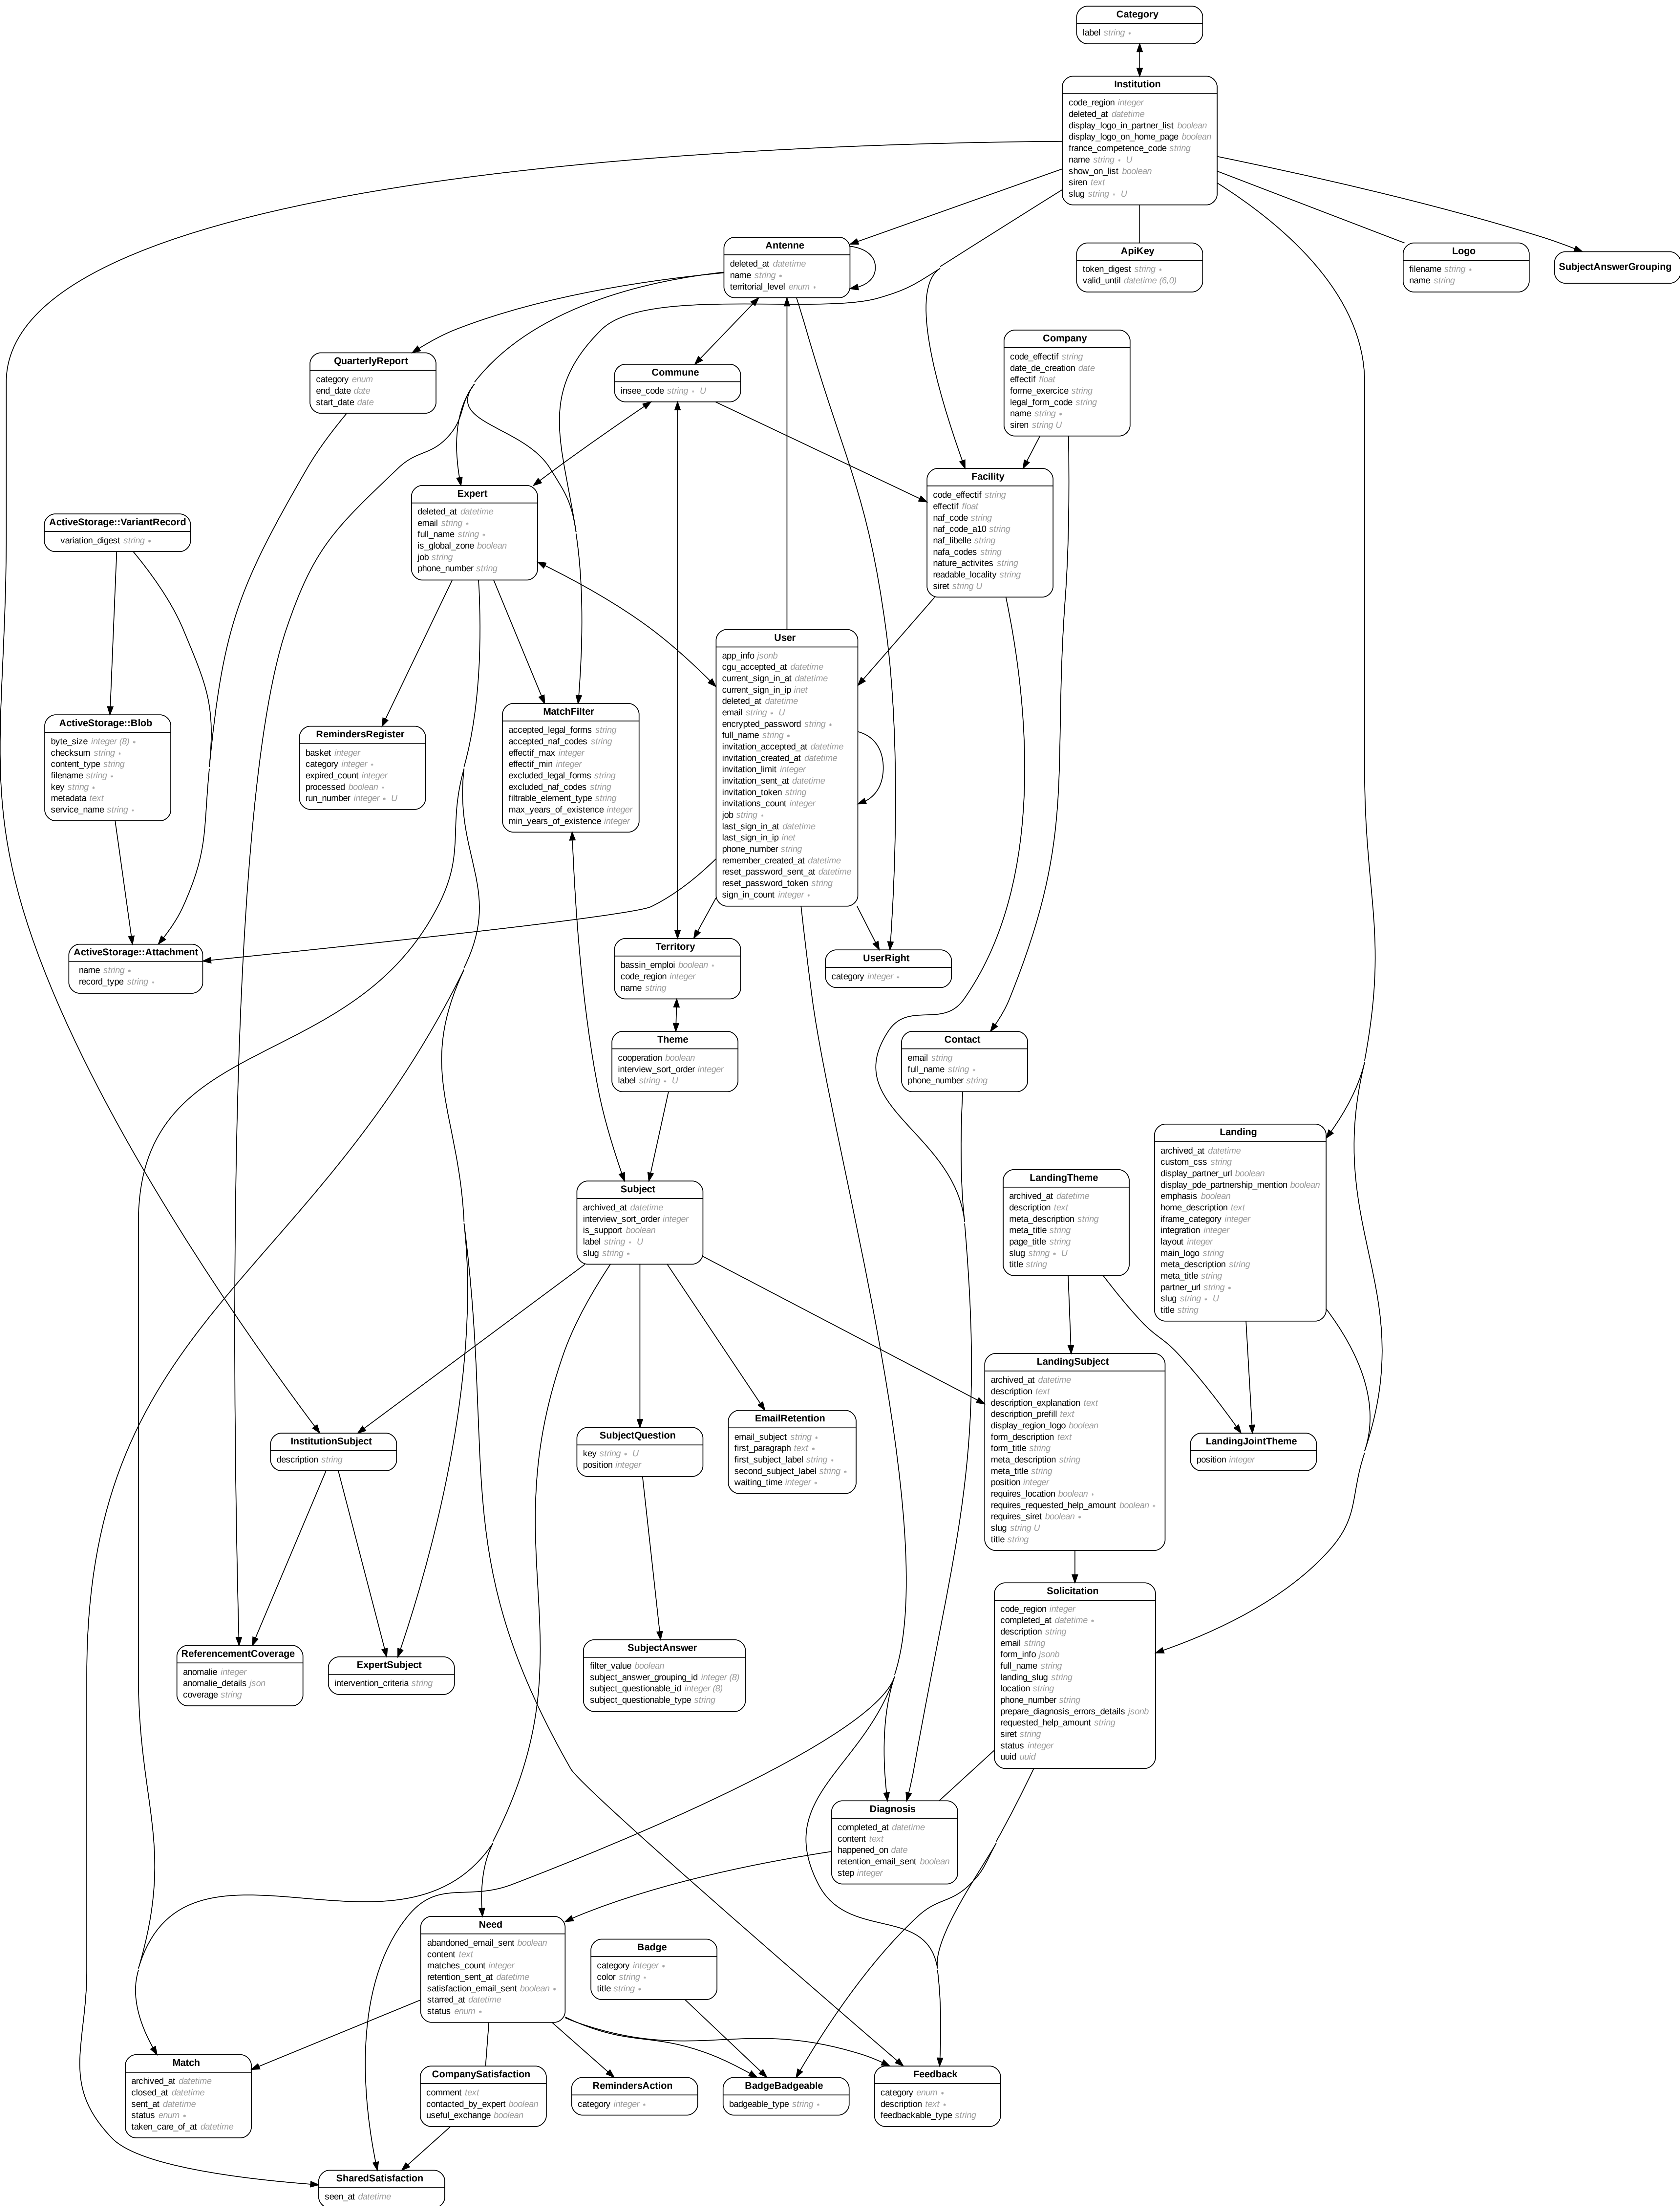 Category
label string ∗
Institution
code_region integer
deleted_at datetime
display_logo_in_partner_list boolean
display_logo_on_home_page boolean
france_competence_code string
name string ∗ U
show_on_list boolean
siren text
slug string ∗ U
Antenne
deleted_at datetime
name string ∗
territorial_level enum ∗
ApiKey
token_digest string ∗
valid_until datetime (6,0)
Logo
filename string ∗
name string
SubjectAnswerGrouping
QuarterlyReport
category enum
end_date date
start_date date
Commune
insee_code string ∗ U
Company
code_effectif string
date_de_creation date
effectif float
forme_exercice string
legal_form_code string
name string ∗
siren string U
Facility
code_effectif string
effectif float
naf_code string
naf_code_a10 string
naf_libelle string
nafa_codes string
nature_activites string
readable_locality string
siret string U
Expert
deleted_at datetime
email string ∗
full_name string ∗
is_global_zone boolean
job string
phone_number string
ActiveStorage::VariantRecord
variation_digest string ∗
User
app_info jsonb
cgu_accepted_at datetime
current_sign_in_at datetime
current_sign_in_ip inet
deleted_at datetime
email string ∗ U
encrypted_password string ∗
full_name string ∗
invitation_accepted_at datetime
invitation_created_at datetime
invitation_limit integer
invitation_sent_at datetime
invitation_token string
invitations_count integer
job string ∗
last_sign_in_at datetime
last_sign_in_ip inet
phone_number string
remember_created_at datetime
reset_password_sent_at datetime
reset_password_token string
sign_in_count integer ∗
ActiveStorage::Blob
byte_size integer (8) ∗
checksum string ∗
content_type string
filename string ∗
key string ∗
metadata text
service_name string ∗
RemindersRegister
basket integer
category integer ∗
expired_count integer
processed boolean ∗
run_number integer ∗ U
MatchFilter
accepted_legal_forms string
accepted_naf_codes string
effectif_max integer
effectif_min integer
excluded_legal_forms string
excluded_naf_codes string
filtrable_element_type string
max_years_of_existence integer
min_years_of_existence integer
ActiveStorage::Attachment
name string ∗
record_type string ∗
Territory
bassin_emploi boolean ∗
code_region integer
name string
UserRight
category integer ∗
Theme
cooperation boolean
interview_sort_order integer
label string ∗ U
Contact
email string
full_name string ∗
phone_number string
Landing
archived_at datetime
custom_css string
display_partner_url boolean
display_pde_partnership_mention boolean
emphasis boolean
home_description text
iframe_category integer
integration integer
layout integer
main_logo string
meta_description string
meta_title string
partner_url string ∗
slug string ∗ U
title string
LandingTheme
archived_at datetime
description text
meta_description string
meta_title string
page_title string
slug string ∗ U
title string
Subject
archived_at datetime
interview_sort_order integer
is_support boolean
label string ∗ U
slug string ∗
LandingSubject
archived_at datetime
description text
description_explanation text
description_prefill text
display_region_logo boolean
form_description text
form_title string
meta_description string
meta_title string
position integer
requires_location boolean ∗
requires_requested_help_amount boolean ∗
requires_siret boolean ∗
slug string U
title string
InstitutionSubject
description string
SubjectQuestion
key string ∗ U
position integer
EmailRetention
email_subject string ∗
first_paragraph text ∗
first_subject_label string ∗
second_subject_label string ∗
waiting_time integer ∗
LandingJointTheme
position integer
Solicitation
code_region integer
completed_at datetime ∗
description string
email string
form_info jsonb
full_name string
landing_slug string
location string
phone_number string
prepare_diagnosis_errors_details jsonb
requested_help_amount string
siret string
status integer
uuid uuid
ReferencementCoverage
anomalie integer
anomalie_details json
coverage string
ExpertSubject
intervention_criteria string
SubjectAnswer
filter_value boolean
subject_answer_grouping_id integer (8)
subject_questionable_id integer (8)
subject_questionable_type string
Diagnosis
completed_at datetime
content text
happened_on date
retention_email_sent boolean
step integer
Need
abandoned_email_sent boolean
content text
matches_count integer
retention_sent_at datetime
satisfaction_email_sent boolean ∗
starred_at datetime
status enum ∗
Badge
category integer ∗
color string ∗
title string ∗
Match
archived_at datetime
closed_at datetime
sent_at datetime
status enum ∗
taken_care_of_at datetime
CompanySatisfaction
comment text
contacted_by_expert boolean
useful_exchange boolean
RemindersAction
category integer ∗
BadgeBadgeable
badgeable_type string ∗
Feedback
category enum ∗
description text ∗
feedbackable_type string
SharedSatisfaction
seen_at datetime